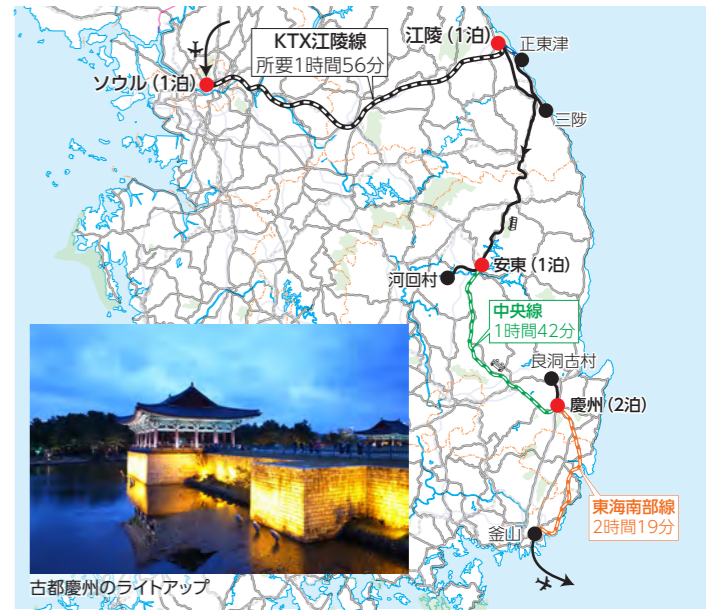 KTX江陵線
所要1時間56分
江陵（1泊）
正東津
ソウル（1泊）
三陟
安東（1泊）
河回村
中央線
1時間42分
良洞古村
慶州（2泊）
東海南部線
2時間19分
釜山
古都慶州のライトアップ